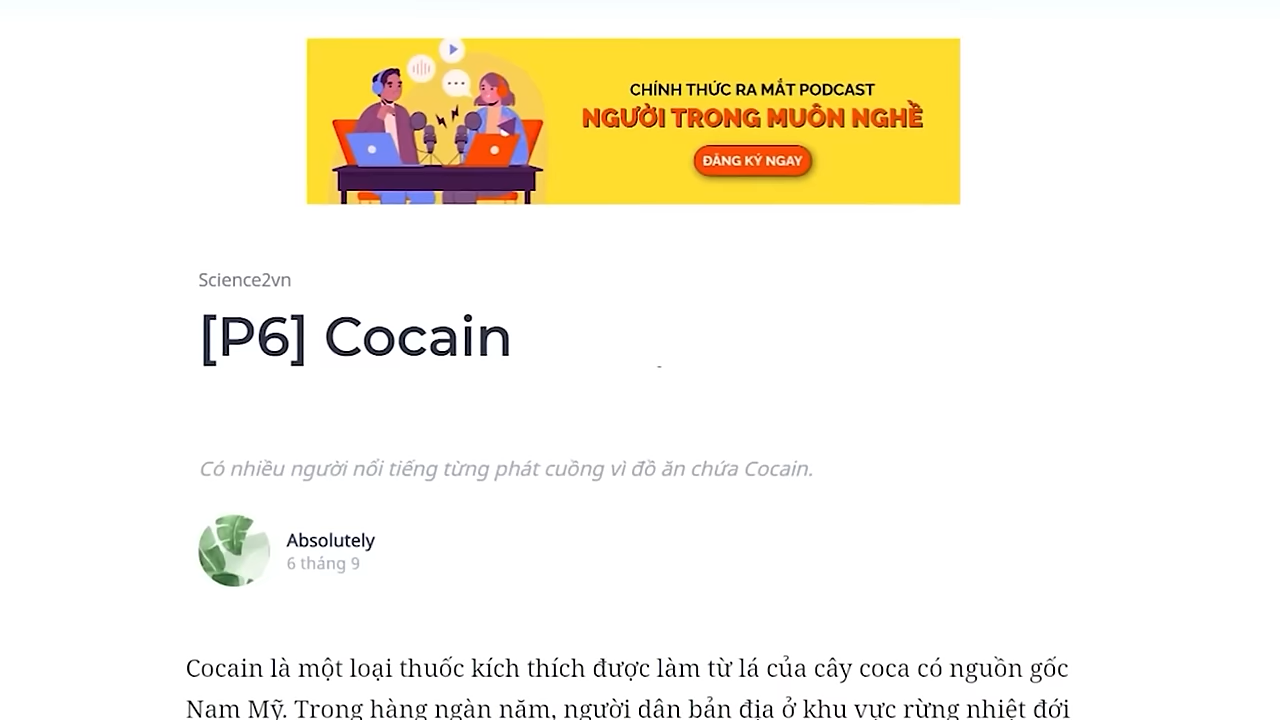 CHÍNH THỨC RA MẮT PODCAST
NGƯỜI TRONG MUÔN NGHỀ
ĐĂNG KÝ NGAY
Science2vn
[P6] Cocain
Có nhiều người nổi tiếng từng phát cuồng vì đồ ăn chứa Cocain.
Absolutely
6 tháng 9
Cocain là một loại thuốc kích thích được làm từ lá của cây coca có nguồn gốc
Nam Mỹ. Trong hàng ngàn năm, người dân bản địa ở khu vực rừng nhiệt đới